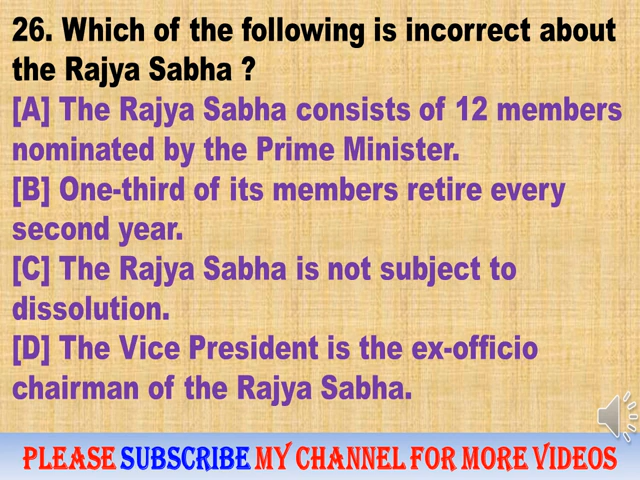 26. Which of the following is incorrect about
the Rajya Sabha ?
[A] The Rajya Sabha consists of 12 members
nominated by the Prime Minister.
[B] One-third of its members retire every
second year.
[C] The Rajya Sabha is not subject to
dissolution.
[D] The Vice President is the ex-officio
chairman of the Rajya Sabha.
PLEASE SUBSCRIBE MY CHANNEL FOR MORE VIDEOS